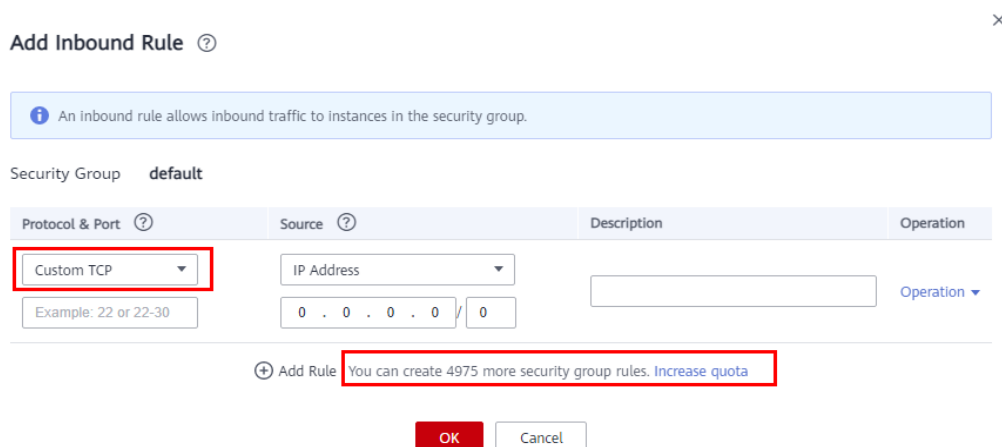 Add Inbound Rule
An inbound rule allows inbound traffic to instances in the security group.
Security Group default
Protocol & Port Source Description Operation
Custom TCP IP Address
Operation
Example: 22 or 22-30 0 . 0 . 0 . 0 / 0
Add Rule You can create 4975 more security group rules. Increase quota
OK Cancel